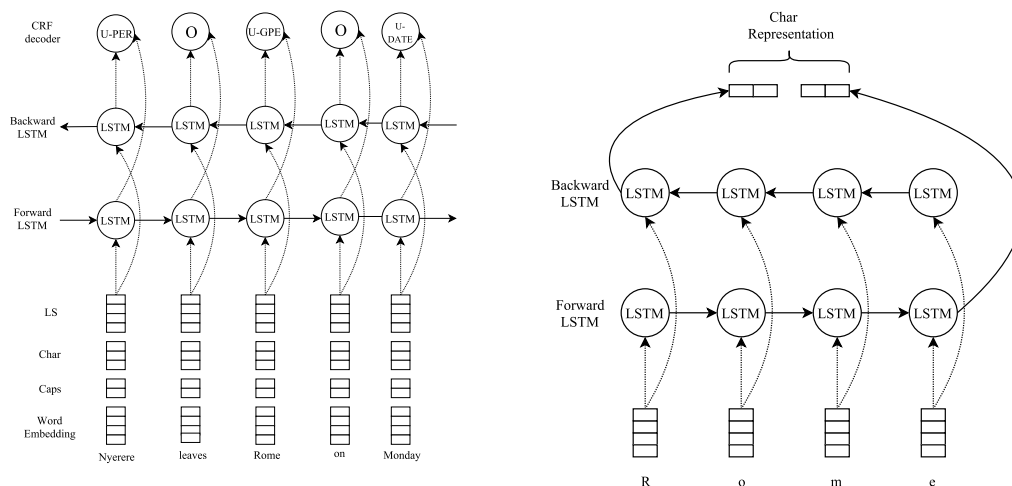 CRF
decoder
U-PER
O
U-GPE
O
U-
DATE
Backward
LSTM
LSTM
LSTM
LSTM
LSTM
LSTM
Forward
LSTM
LSTM
LSTM
LSTM
LSTM
LSTM
LS
Char
Caps
Word
Embedding
Nyerere
leaves
Rome
on
Monday
Char
Representation
Backward
LSTM
LSTM
LSTM
LSTM
LSTM
Forward
LSTM
LSTM
LSTM
LSTM
LSTM
R
o
m
e